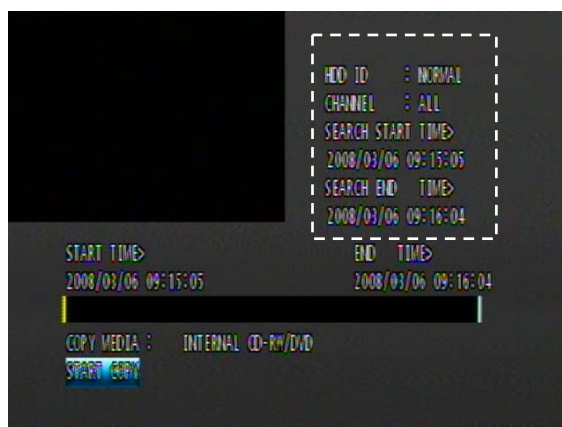 HDD ID : NORMAL
CHANNEL : ALL
SEARCH START TIME>
2008/03/06 09:15:05
SEARCH END TIME>
2008/03/06 09:16:04
START TIME> END TIME>
2008/03/06 09:15:05 2008/03/06 09:16:04
COPY MEDIA : INTERNAL CD-RW/DVD
START COPY